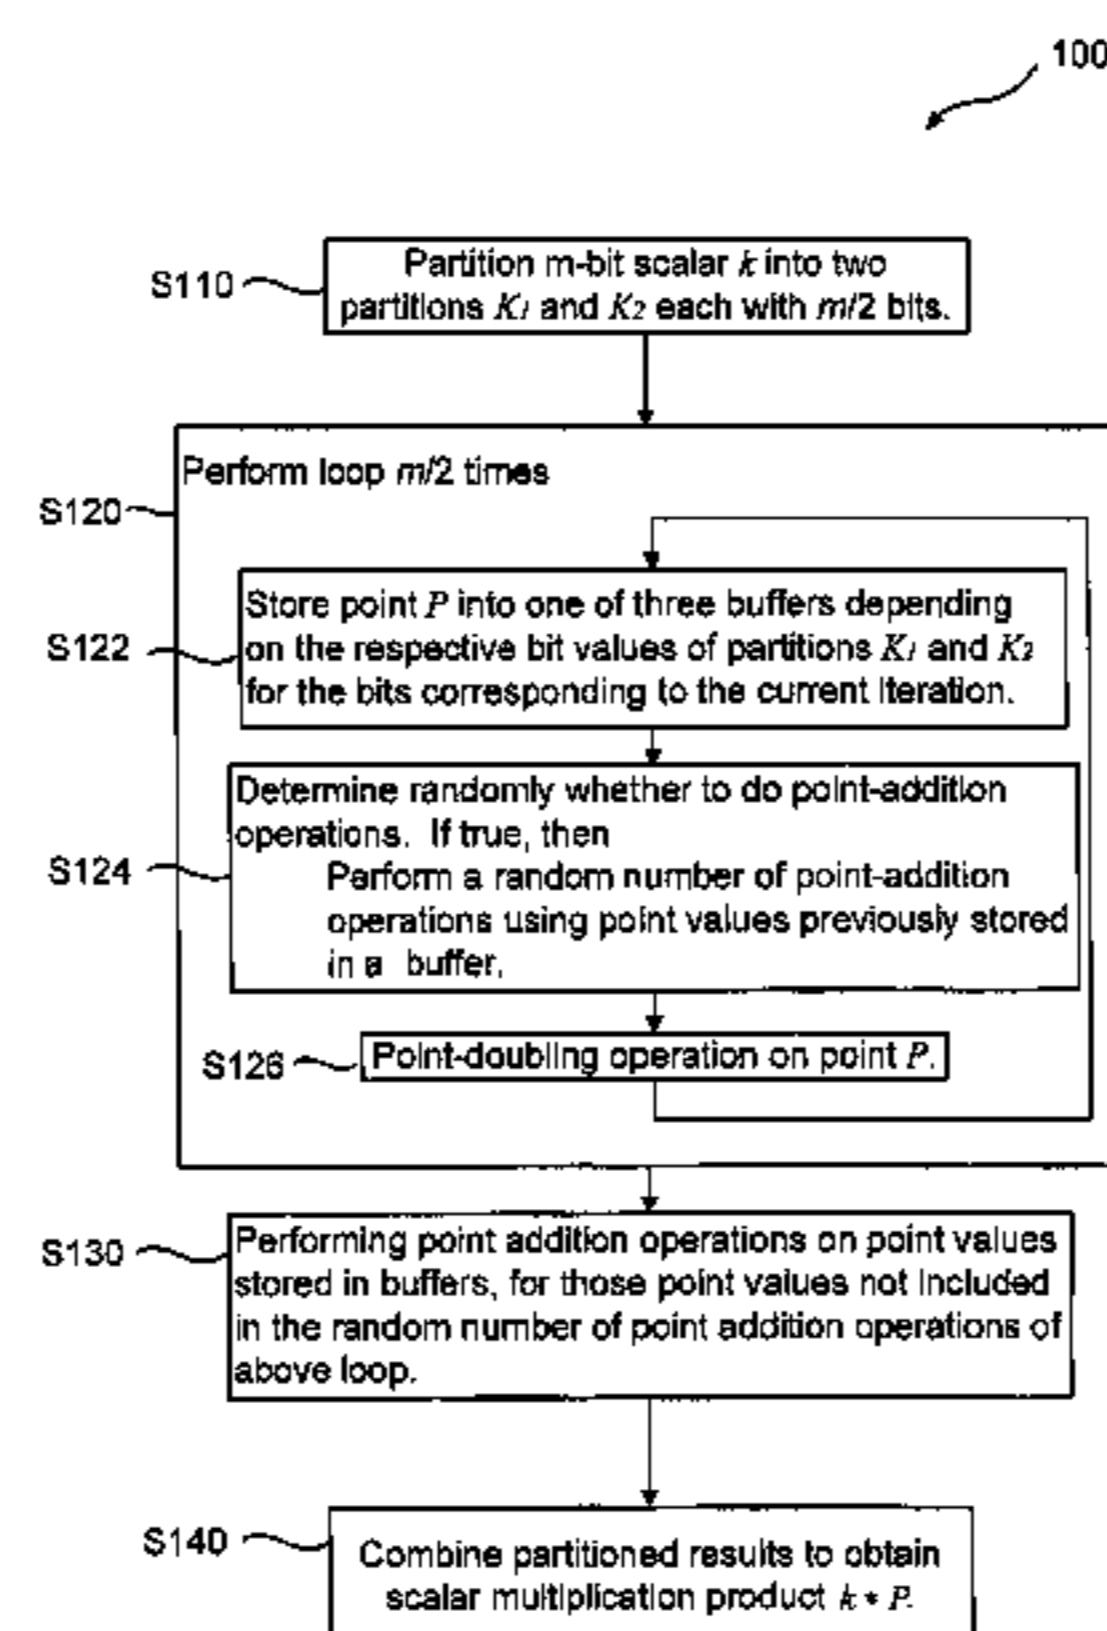 100
S110
Partition m-bit scalar k into two
partitions K1 and K2 each with m/2 bits.
Perform loop m/2 times
S120
S122
Store point P into one of three buffers depending
on the respective bit values of partitions K1 and K2
for the bits corresponding to the current iteration.
S124
Determine randomly whether to do point-addition
operations. If true, then
Perform a random number of point-addition
operations using point values previously stored
in a buffer.
S126
Point-doubling operation on point P.
S130
Performing point addition operations on point values
stored in buffers, for those point values not included
in the random number of point addition operations of
above loop.
S140
Combine partitioned results to obtain
scalar multiplication product k * P.